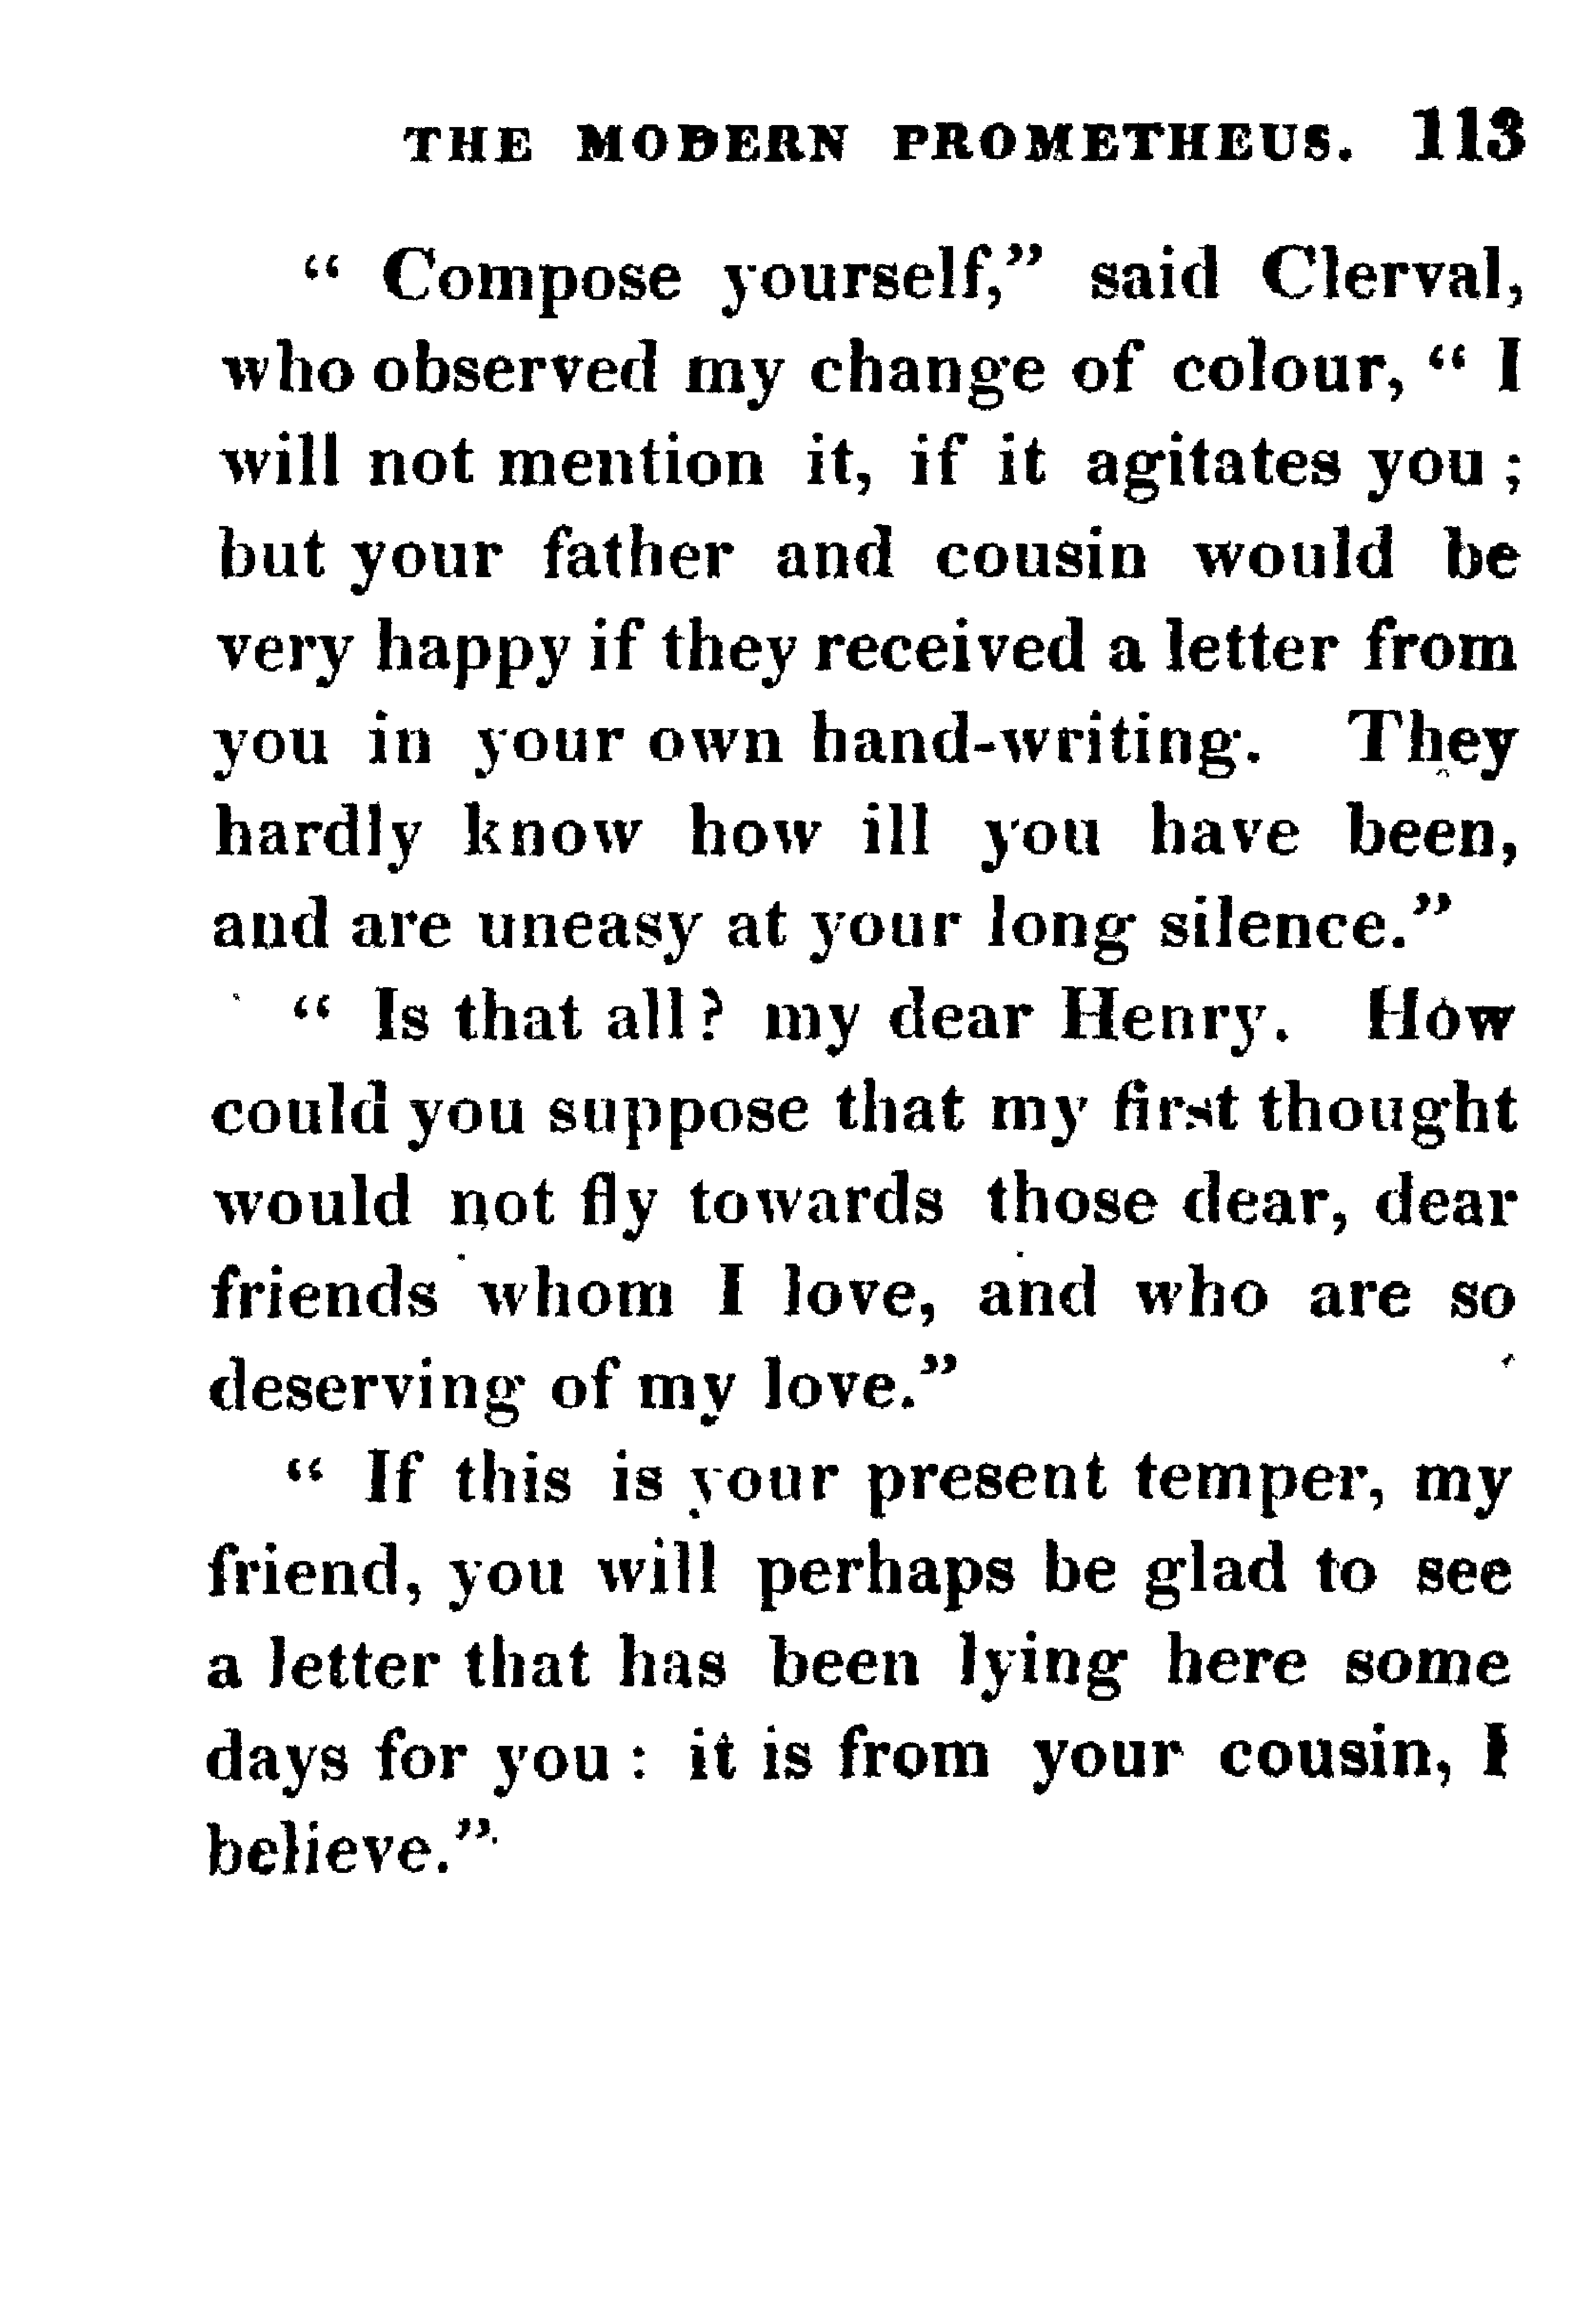 THE MODERN PROMETHEUS. 113
“ Compose yourself,” said Clerval,
who observed my change of colour, “ I
will not mention it, if it agitates you ;
but your father and cousin would be
very happy if they received a letter from
you in your own hand-writing. They
hardly know how ill you have been,
and are uneasy at your long silence.”
“ Is that all ? my dear Henry. How
could you suppose that my first thought
would not fly towards those dear, dear
friends whom I love, and who are so
deserving of my love.”
“ If this is your present temper, my
friend, you will perhaps be glad to see
a letter that has been lying here some
days for you : it is from your cousin, I
believe.”